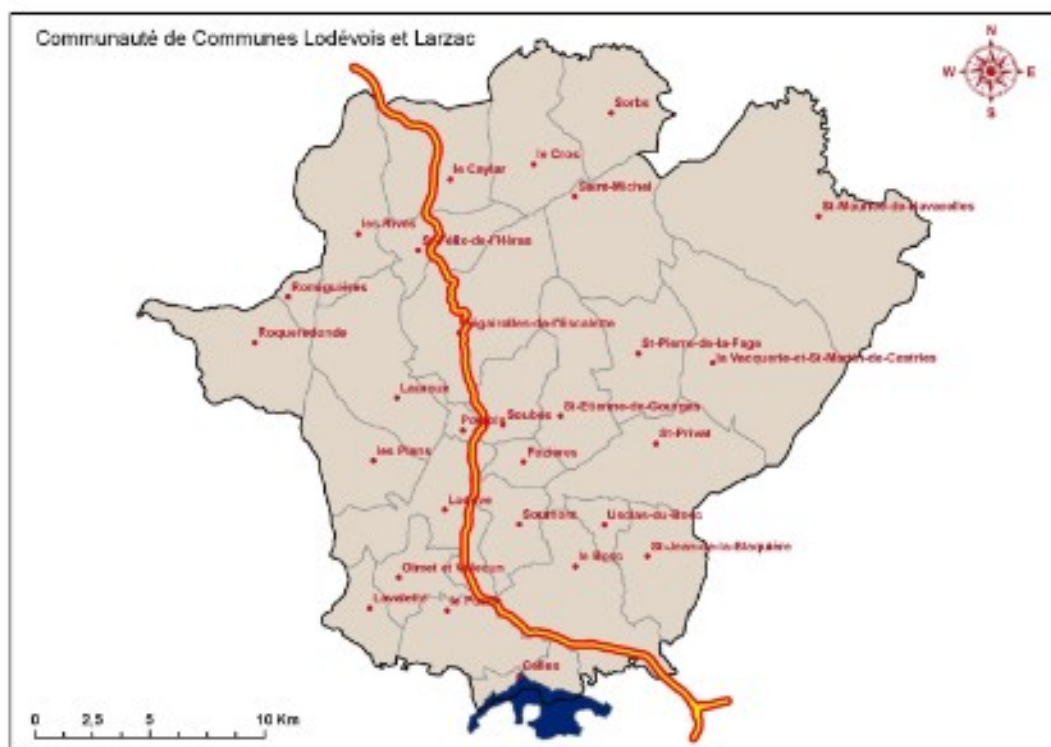 Communauté de Communes Lodévois et Larzac
N
W E
S
Sorbs
le Cros
le Caylar
Saint-Michel
St-Maurice-de-Navacelles
les Rives
St-Félix-de-l'Héras
Romiguières
Roqueredonde
Pégairolles-de-l'Escalette
St-Pierre-de-la-Fage
la Vacquerie-et-St-Martin-de-Castries
Lauroux
St-Etienne-de-Gourgas
Poujols
Soubès
St-Privat
les Plans
Fozières
Lodève
Soumont
Usclas-du-Bosc
St-Jean-de-la-Blaquière
le Bosc
Olmet et Villecun
Lavalette
le Puech
Celles
0 2,5 5 10 Km